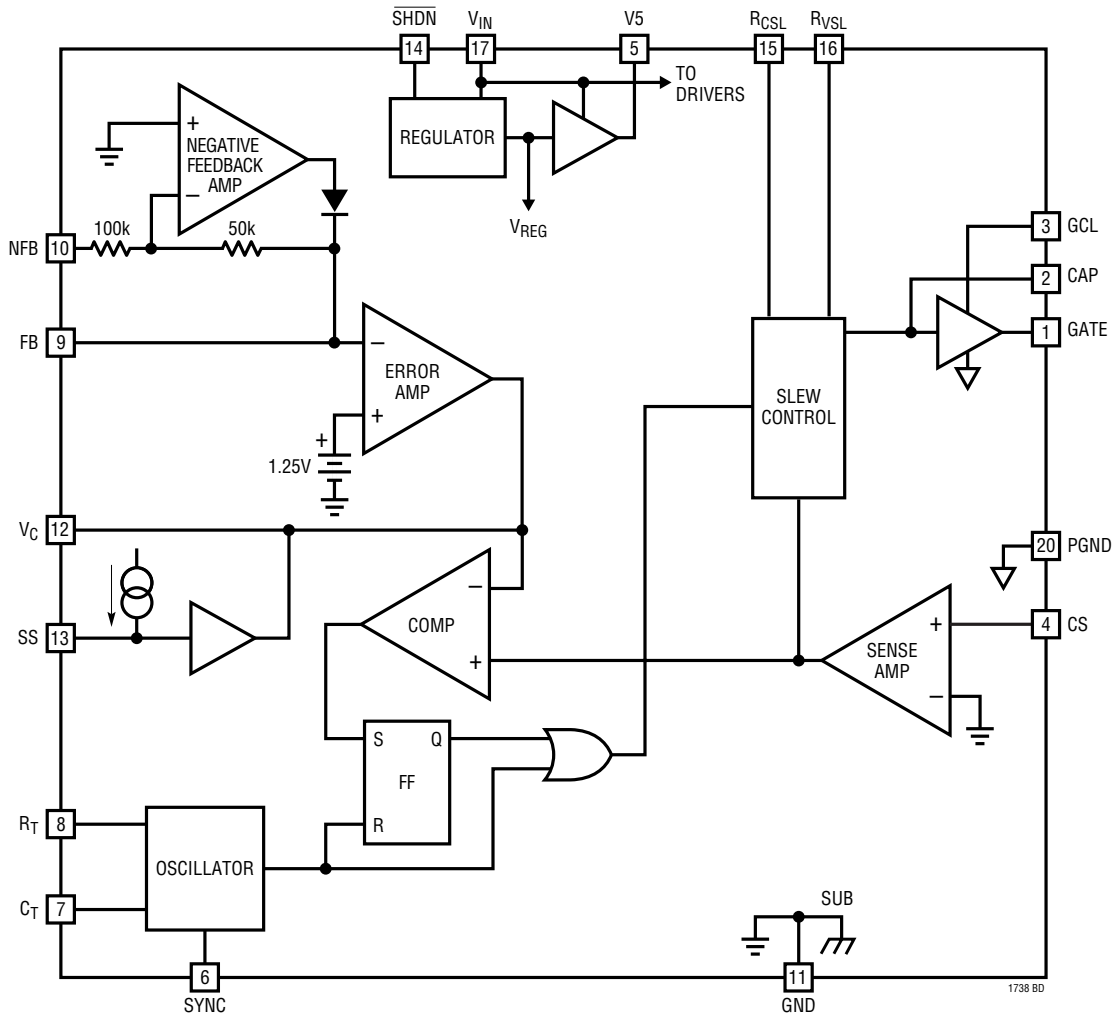 SHDN
VIN
V5
RCSL
RVSL
14
17
5
15
16
TO
DRIVERS
REGULATOR
VREG
+
NEGATIVE
FEEDBACK
AMP
−
100k
50k
NFB
10
FB
9
−
ERROR
AMP
+
+
1.25V
3
GCL
2
CAP
1
GATE
SLEW
CONTROL
VC
12
20
PGND
SS
13
−
COMP
+
4
CS
+
SENSE
AMP
−
S
Q
FF
R
RT
8
OSCILLATOR
CT
7
6
SYNC
SUB
11
GND
1738 BD